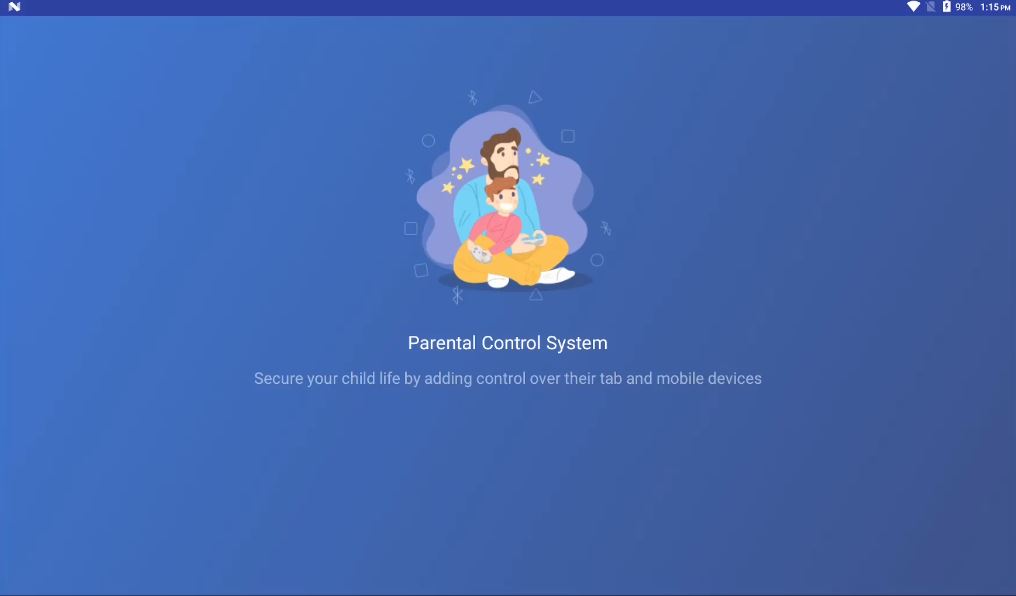 98% 1:15 PM
Parental Control System
Secure your child life by adding control over their tab and mobile devices